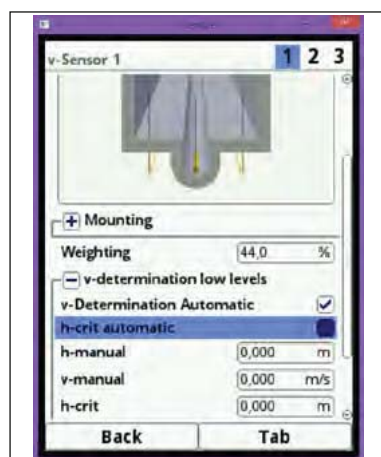 v-Sensor 1 1 2 3
Mounting
Weighting 44,0 %
v-determination low levels
v-Determination Automatic
h-crit automatic
h-manual 0,000 m
v-manual 0,000 m/s
h-crit 0,000 m
Back Tab